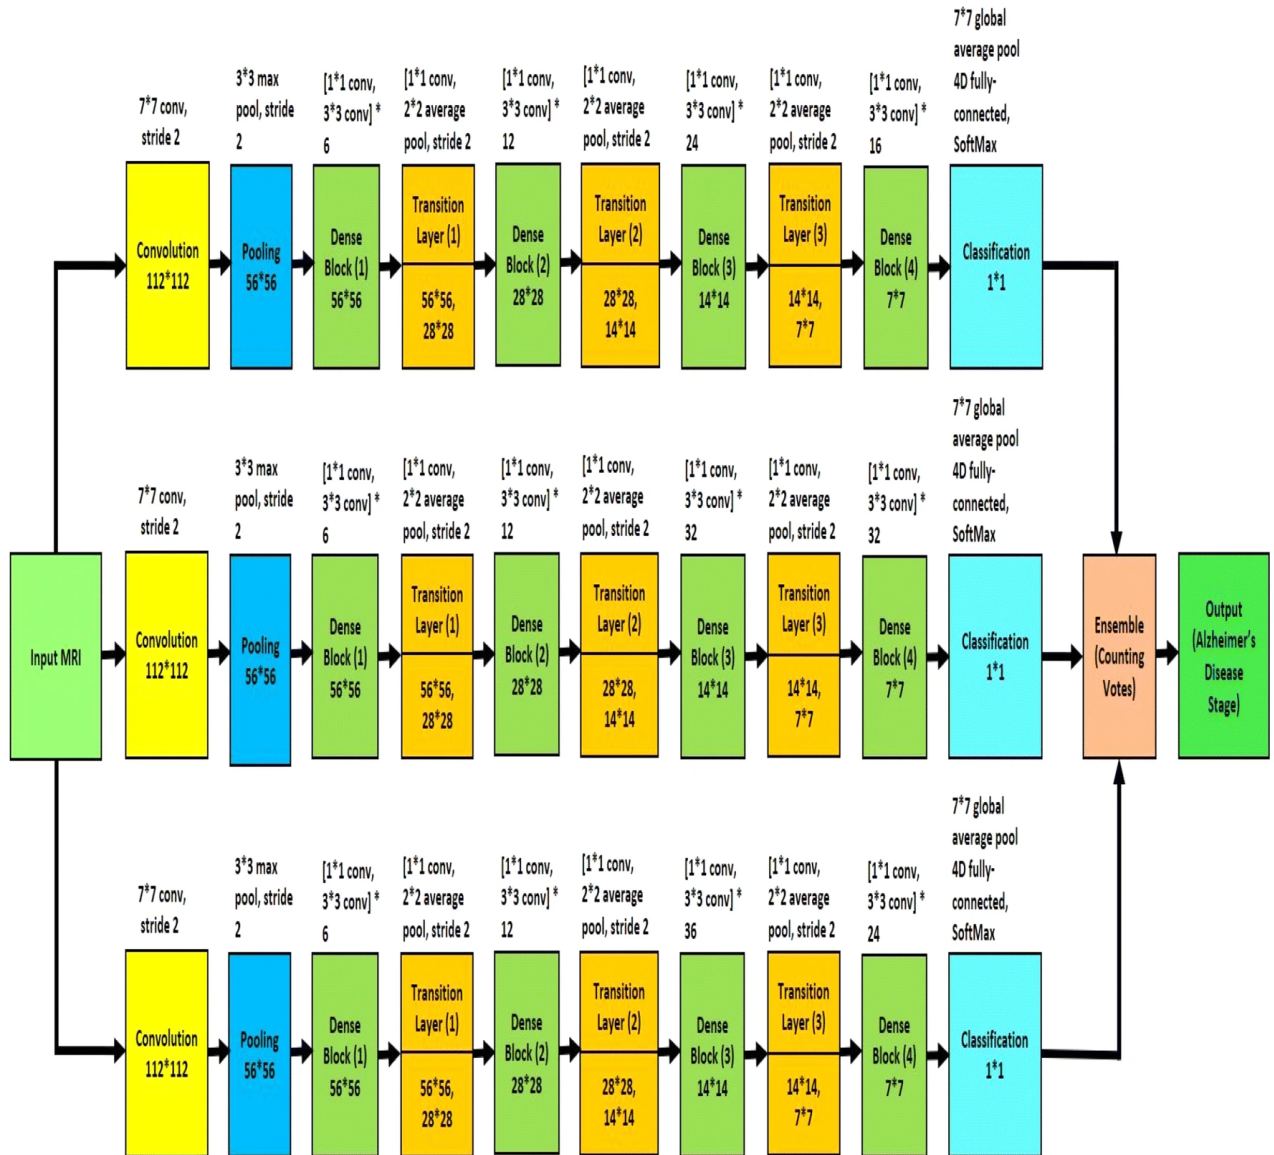 7*7 global
average pool
4D fully-
connected,
SoftMax
7*7 conv,
stride 2
3*3 max
pool, stride
2
[1*1 conv,
3*3 conv] *
6
[1*1 conv,
2*2 average
pool, stride 2
[1*1 conv,
3*3 conv] *
12
[1*1 conv,
2*2 average
pool, stride 2
[1*1 conv,
3*3 conv] *
24
[1*1 conv,
2*2 average
pool, stride 2
[1*1 conv,
3*3 conv] *
16
Convolution
112*112
Pooling
56*56
Dense
Block (1)
56*56
Transition
Layer (1)
56*56,
28*28
Dense
Block (2)
28*28
Transition
Layer (2)
28*28,
14*14
Dense
Block (3)
14*14
Transition
Layer (3)
14*14,
7*7
Dense
Block (4)
7*7
Classification
1*1
7*7 global
average pool
4D fully-
connected,
SoftMax
7*7 conv,
stride 2
3*3 max
pool, stride
2
[1*1 conv,
3*3 conv] *
6
[1*1 conv,
2*2 average
pool, stride 2
[1*1 conv,
3*3 conv] *
12
[1*1 conv,
2*2 average
pool, stride 2
[1*1 conv,
3*3 conv] *
32
[1*1 conv,
2*2 average
pool, stride 2
[1*1 conv,
3*3 conv] *
32
Input MRI
Convolution
112*112
Pooling
56*56
Dense
Block (1)
56*56
Transition
Layer (1)
56*56,
28*28
Dense
Block (2)
28*28
Transition
Layer (2)
28*28,
14*14
Dense
Block (3)
14*14
Transition
Layer (3)
14*14,
7*7
Dense
Block (4)
7*7
Classification
1*1
Ensemble
(Counting
Votes)
Output
(Alzheimer's
Disease
Stage)
7*7 global
average pool
4D fully-
connected,
SoftMax
7*7 conv,
stride 2
3*3 max
pool, stride
2
[1*1 conv,
3*3 conv] *
6
[1*1 conv,
2*2 average
pool, stride 2
[1*1 conv,
3*3 conv] *
12
[1*1 conv,
2*2 average
pool, stride 2
[1*1 conv,
3*3 conv] *
36
[1*1 conv,
2*2 average
pool, stride 2
[1*1 conv,
3*3 conv] *
24
Convolution
112*112
Pooling
56*56
Dense
Block (1)
56*56
Transition
Layer (1)
56*56,
28*28
Dense
Block (2)
28*28
Transition
Layer (2)
28*28,
14*14
Dense
Block (3)
14*14
Transition
Layer (3)
14*14,
7*7
Dense
Block (4)
7*7
Classification
1*1